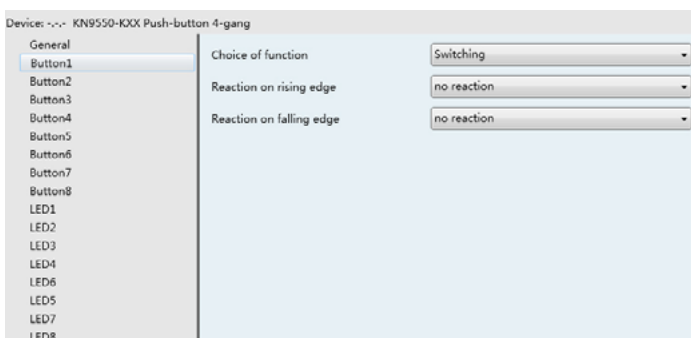 Device: -.-.- KN9550-KXX Push-button 4-gang
General
Button1
Button2
Button3
Button4
Button5
Button6
Button7
Button8
LED1
LED2
LED3
LED4
LED6
LED5
LED7
LED8
Choice of function Switching
Reaction on rising edge no reaction
Reaction on falling edge no reaction